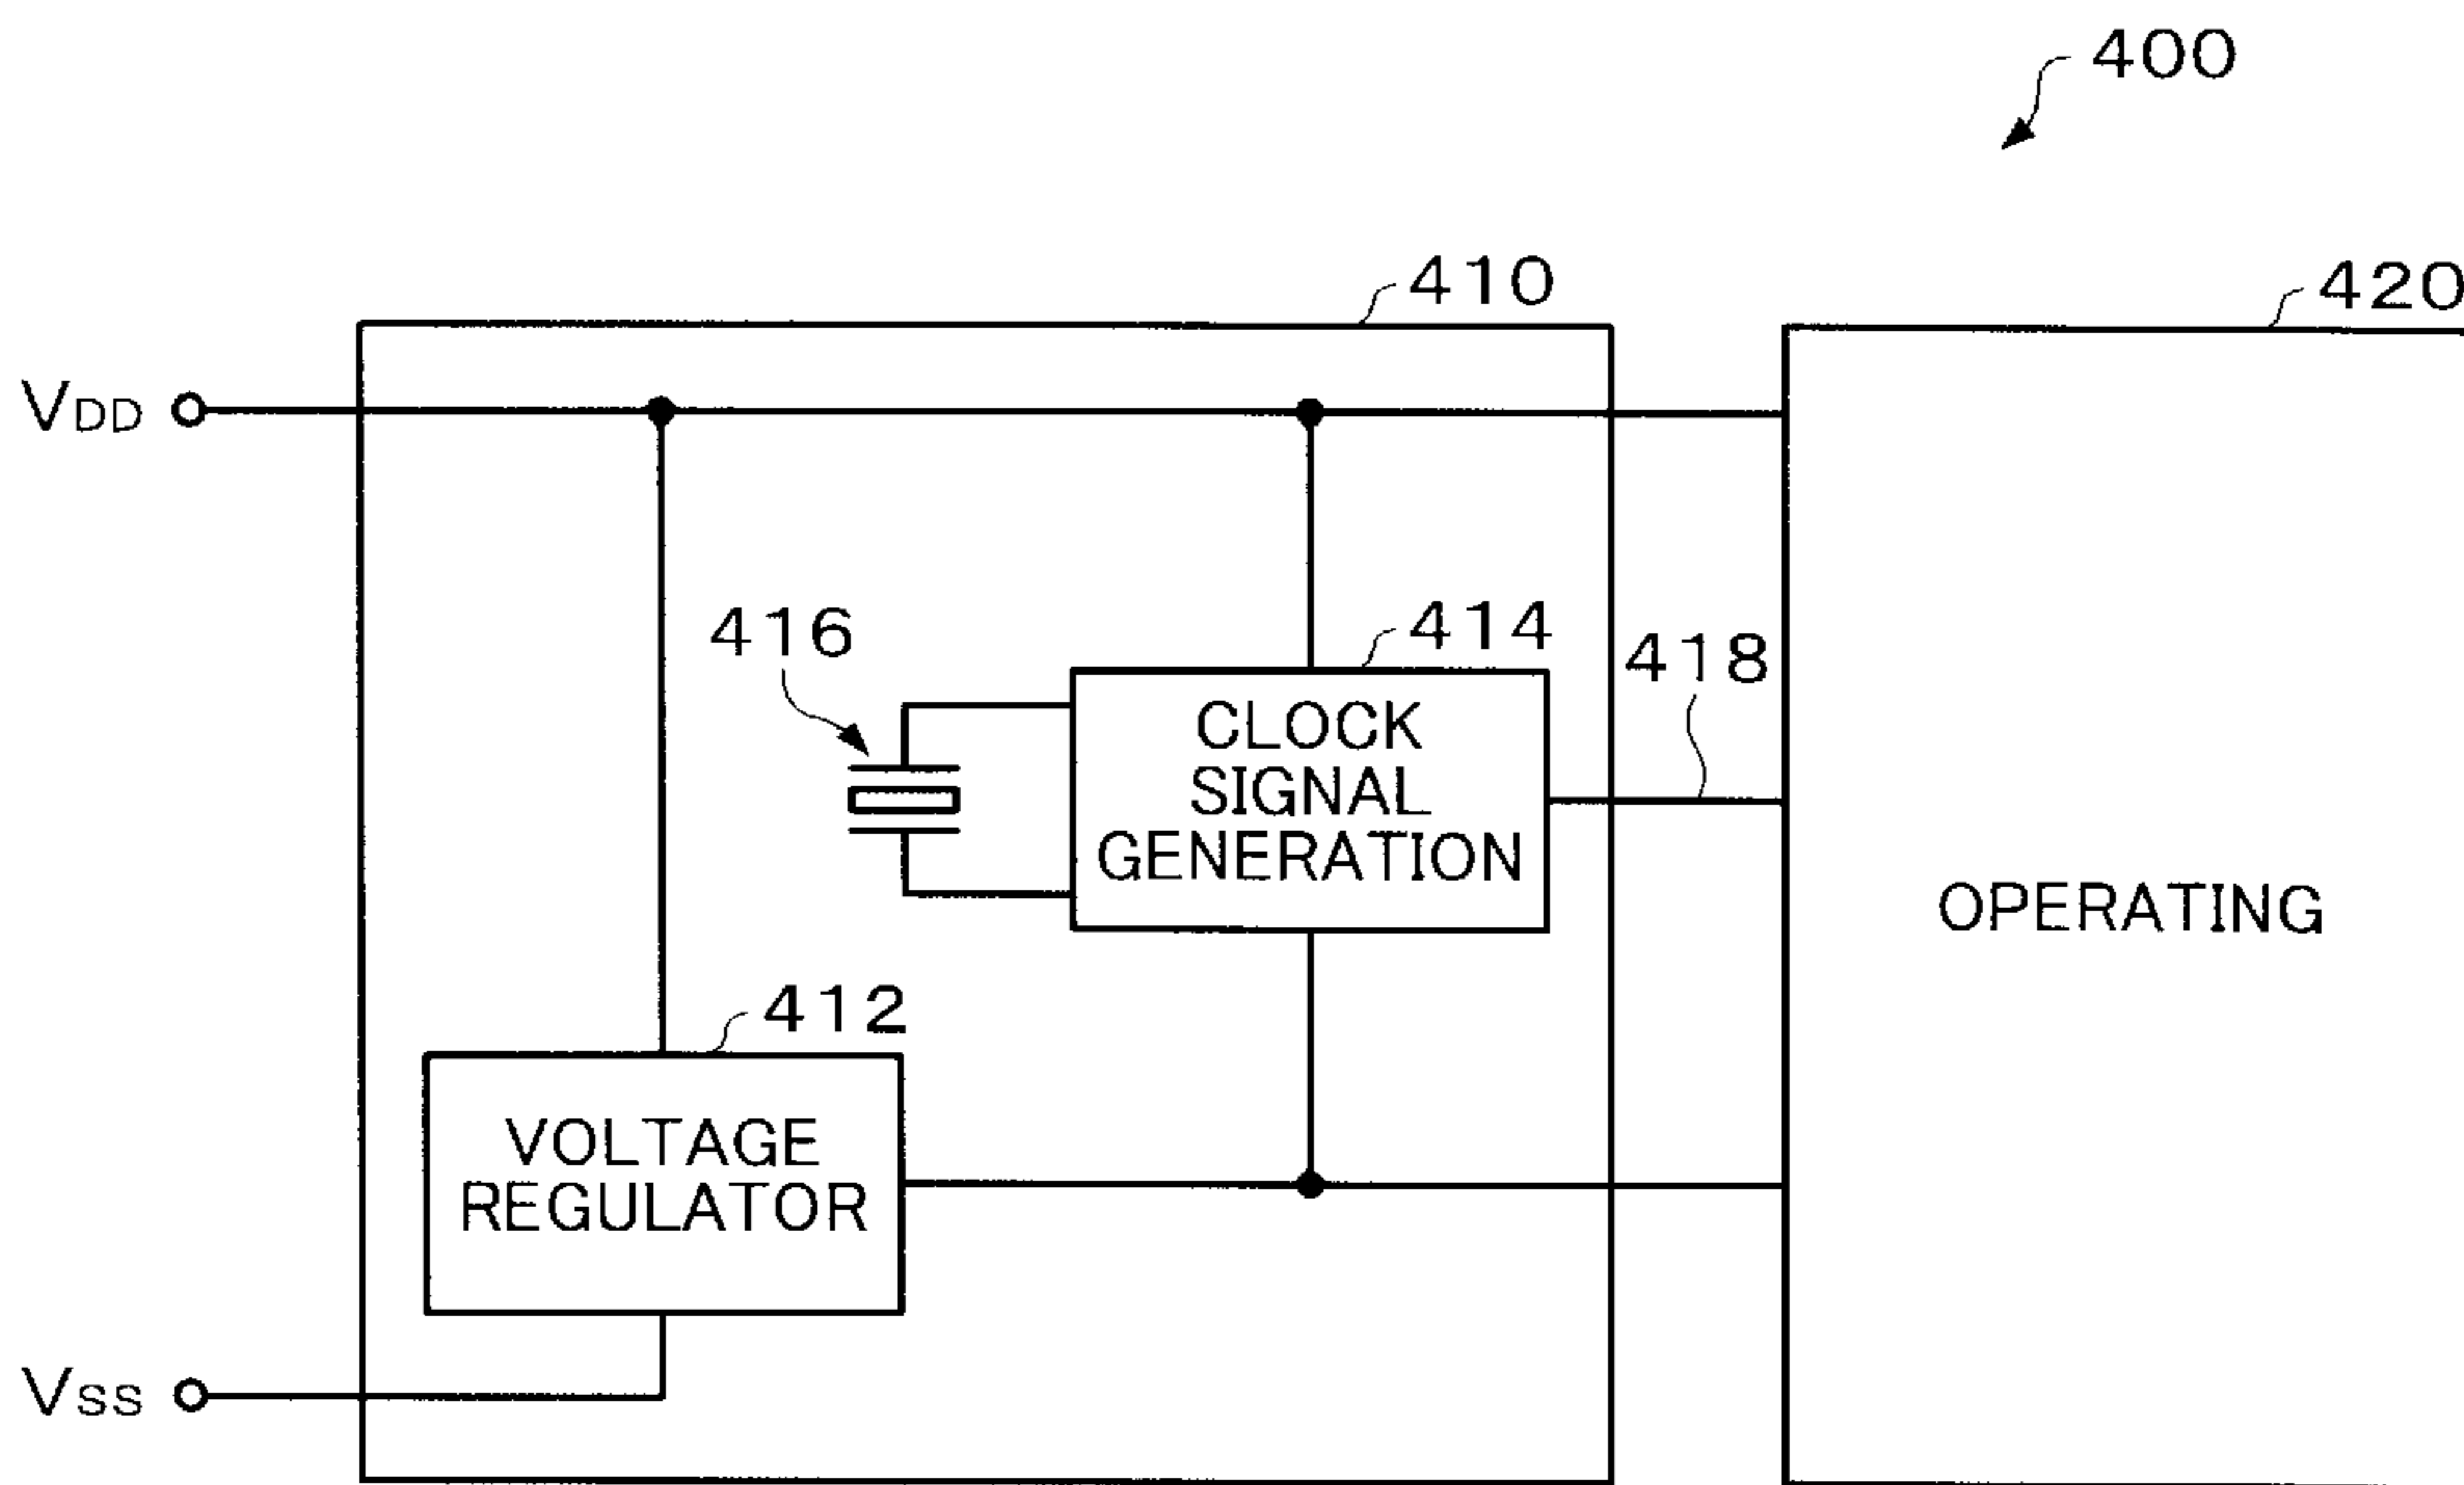 400
410
420
VDD
416
414
418
CLOCK
SIGNAL
GENERATION
OPERATING
412
VOLTAGE
REGULATOR
VSS